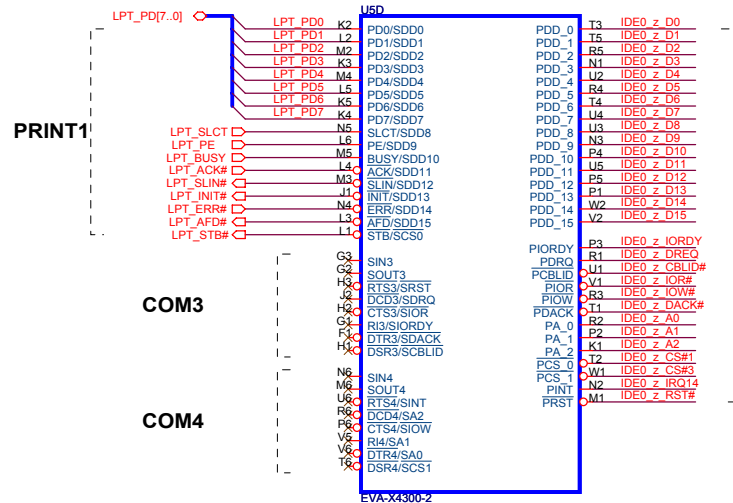 U5D
LPT_PD[7..0]
LPT_PD0 K2 PD0/SDD0 PDD_0 T3 IDE0_z_D0
LPT_PD1 L2 PD1/SDD1 PDD_1 T5 IDE0_z_D1
LPT_PD2 M2 PD2/SDD2 PDD_2 R5 IDE0_z_D2
LPT_PD3 K3 PD3/SDD3 PDD_3 N1 IDE0_z_D3
LPT_PD4 M4 PD4/SDD4 PDD_4 U2 IDE0_z_D4
LPT_PD5 L5 PD5/SDD5 PDD_5 R4 IDE0_z_D5
LPT_PD6 K5 PD6/SDD6 PDD_6 T4 IDE0_z_D6
LPT_PD7 K4 PD7/SDD7 PDD_7 U4 IDE0_z_D7
PRINT1
LPT_SLCT N5 SLCT/SDD8 PDD_8 U3 IDE0_z_D8
LPT_PE L6 PE/SDD9 PDD_9 N3 IDE0_z_D9
LPT_BUSY M5 BUSY/SDD10 PDD_10 P4 IDE0_z_D10
LPT_ACK# L4 ACK/SDD11 PDD_11 U5 IDE0_z_D11
LPT_SLIN# M3 SLIN/SDD12 PDD_12 P5 IDE0_z_D12
LPT_INIT# J1 INIT/SDD13 PDD_13 P1 IDE0_z_D13
LPT_ERR# N4 ERR/SDD14 PDD_14 W2 IDE0_z_D14
LPT_AFD# L3 AFD/SDD15 PDD_15 V2 IDE0_z_D15
LPT_STB# L1 STB/SCS0
PIORDY P3 IDE0_z_IORDY
G3 SIN3 PDRQ R1 IDE0_z_DREQ
G2 SOUT3 PCBLID U1 IDE0_z_CBLID#
H3 RTS3/SRST PIOR V1 IDE0_z_IOR#
J2 DCD3/SDRQ PIOW R3 IDE0_z_IOW#
COM3
H2 CTS3/SIOR PDACK T1 IDE0_z_DACK#
G1 RI3/SIORDY PA_0 R2 IDE0_z_A0
F1 DTR3/SDACK PA_1 P2 IDE0_z_A1
H1 DSR3/SCBLID PA_2 K1 IDE0_z_A2
PCS_0 T2 IDE0_z_CS#1
N6 SIN4 PCS_1 W1 IDE0_z_CS#3
M6 SOUT4 PINT N2 IDE0_z_IRQ14
U6 RTS4/SINT PRST M1 IDE0_z_RST#
R6 DCD4/SA2
COM4
P6 CTS4/SIOW
V5 RI4/SA1
V6 DTR4/SA0
T6 DSR4/SCS1
EVA-X4300-2